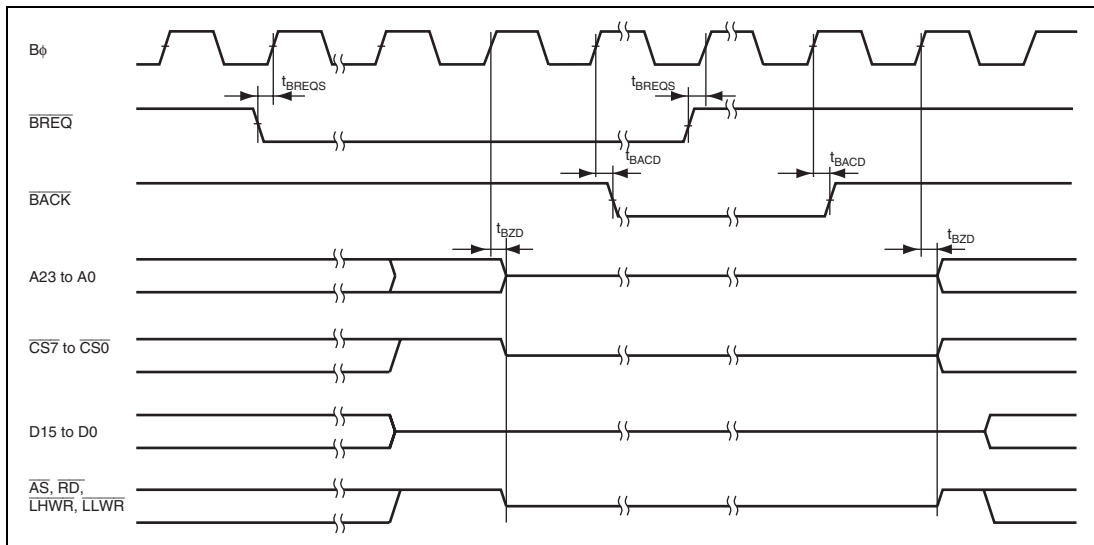 Bϕ
tBREQS
tBREQS
BREQ
tBACD
tBACD
BACK
tBZD
tBZD
A23 to A0
CS7 to CS0
D15 to D0
AS, RD,
LHWR, LLWR